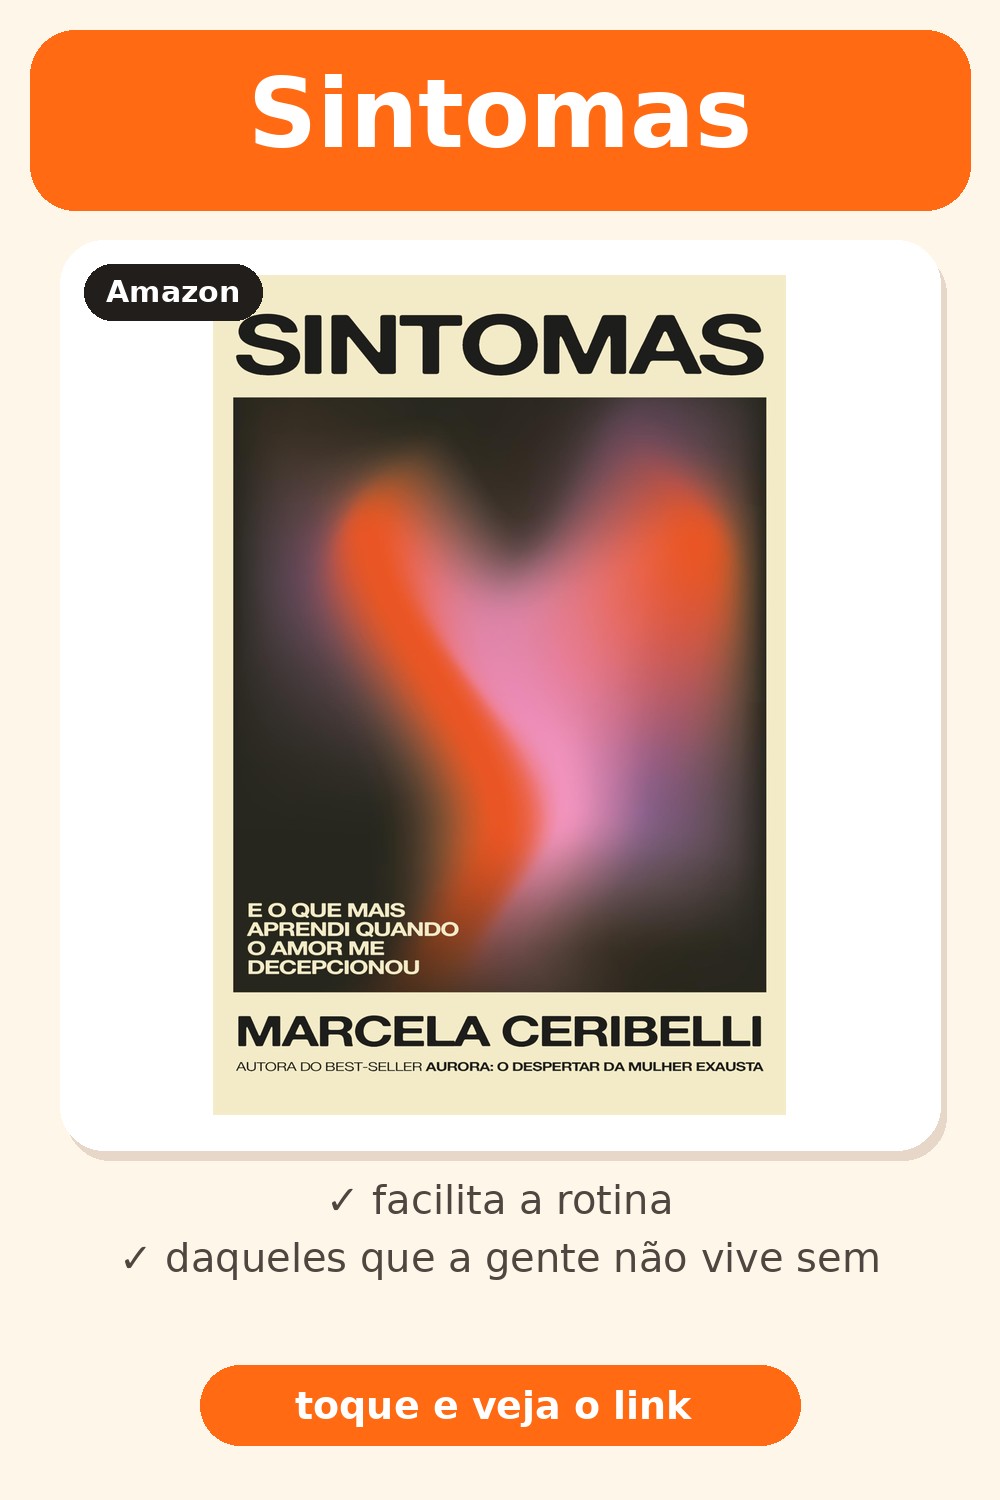 Sintomas
Amazon
SINTOMAS
E O QUE MAIS
APRENDI QUANDO
O AMOR ME
DECEPCIONOU
MARCELA CERIBELLI
AUTORA DO BEST-SELLER AURORA: O DESPERTAR DA MULHER EXAUSTA
✓ facilita a rotina
✓ daqueles que a gente não vive sem
toque e veja o link